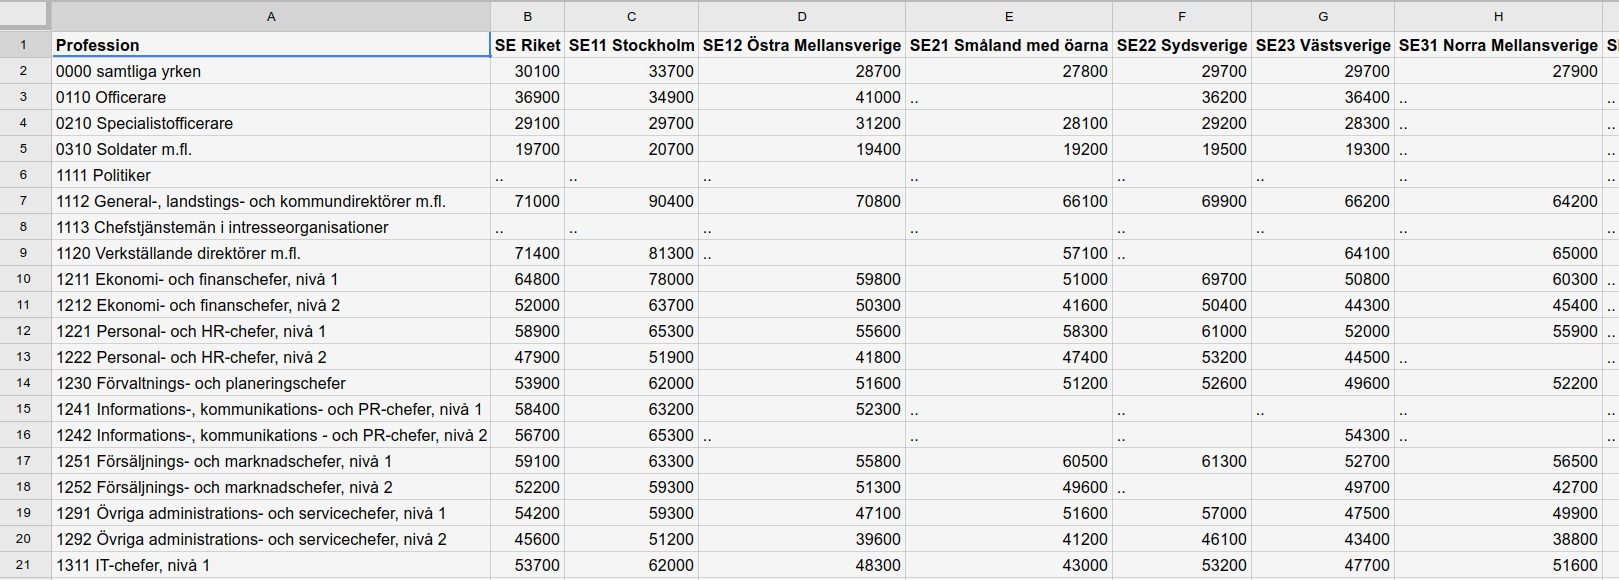 A B C D E F G H
1 Profession SE Riket SE11 Stockholm SE12 Östra Mellansverige SE21 Småland med öarna SE22 Sydsverige SE23 Västsverige SE31 Norra Mellansverige
2 0000 samtliga yrken 30100 33700 28700 27800 29700 29700 27900
3 0110 Officerare 36900 34900 41000 .. 36200 36400 .. ..
4 0210 Specialistofficerare 29100 29700 31200 28100 29200 28300 .. ..
5 0310 Soldater m.fl. 19700 20700 19400 19200 19500 19300 .. ..
6 1111 Politiker .. .. .. .. .. .. .. ..
7 1112 General-, landstings- och kommundirektörer m.fl. 71000 90400 70800 66100 69900 66200 64200
8 1113 Chefstjänstemän i intresseorganisationer .. .. .. .. .. .. .. ..
9 1120 Verkställande direktörer m.fl. 71400 81300 .. 57100 .. 64100 65000
10 1211 Ekonomi- och finanschefer, nivå 1 64800 78000 59800 51000 69700 50800 60300 ..
11 1212 Ekonomi- och finanschefer, nivå 2 52000 63700 50300 41600 50400 44300 45400 ..
12 1221 Personal- och HR-chefer, nivå 1 58900 65300 55600 58300 61000 52000 55900 ..
13 1222 Personal- och HR-chefer, nivå 2 47900 51900 41800 47400 53200 44500 .. ..
14 1230 Förvaltnings- och planeringschefer 53900 62000 51600 51200 52600 49600 52200
15 1241 Informations-, kommunikations- och PR-chefer, nivå 1 58400 63200 52300 .. .. .. .. ..
16 1242 Informations-, kommunikations - och PR-chefer, nivå 2 56700 65300 .. .. .. 54300 .. ..
17 1251 Försäljnings- och marknadschefer, nivå 1 59100 63300 55800 60500 61300 52700 56500
18 1252 Försäljnings- och marknadschefer, nivå 2 52200 59300 51300 49600 .. 49700 42700
19 1291 Övriga administrations- och servicechefer, nivå 1 54200 59300 47100 51600 57000 47500 49900
20 1292 Övriga administrations- och servicechefer, nivå 2 45600 51200 39600 41200 46100 43400 38800
21 1311 IT-chefer, nivå 1 53700 62000 48300 43000 53200 47700 51600